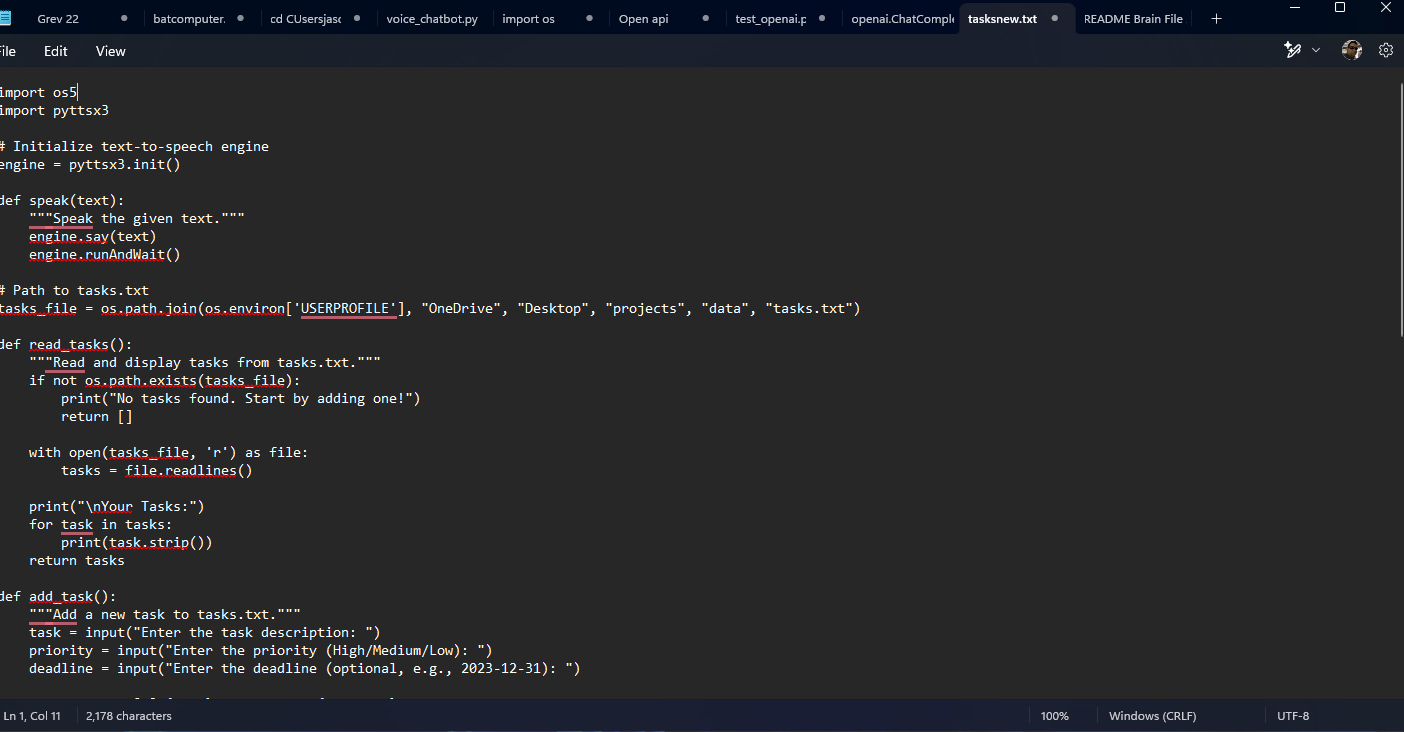 Grev 22 batcomputer. cd CUsersjasc voice_chatbot.py import os Open api test_openai.p openai.ChatComple tasksnew.txt README Brain File
File Edit View
import os5
import pyttsx3
# Initialize text-to-speech engine
engine = pyttsx3.init()
def speak(text):
"""Speak the given text."""
engine.say(text)
engine.runAndWait()
# Path to tasks.txt
tasks_file = os.path.join(os.environ['USERPROFILE'], "OneDrive", "Desktop", "projects", "data", "tasks.txt")
def read_tasks():
"""Read and display tasks from tasks.txt."""
if not os.path.exists(tasks_file):
print("No tasks found. Start by adding one!")
return []
with open(tasks_file, 'r') as file:
tasks = file.readlines()
print("\nYour Tasks:")
for task in tasks:
print(task.strip())
return tasks
def add_task():
"""Add a new task to tasks.txt."""
task = input("Enter the task description: ")
priority = input("Enter the priority (High/Medium/Low): ")
deadline = input("Enter the deadline (optional, e.g., 2023-12-31): ")
Ln 1, Col 11 2,178 characters 100% Windows (CRLF) UTF-8